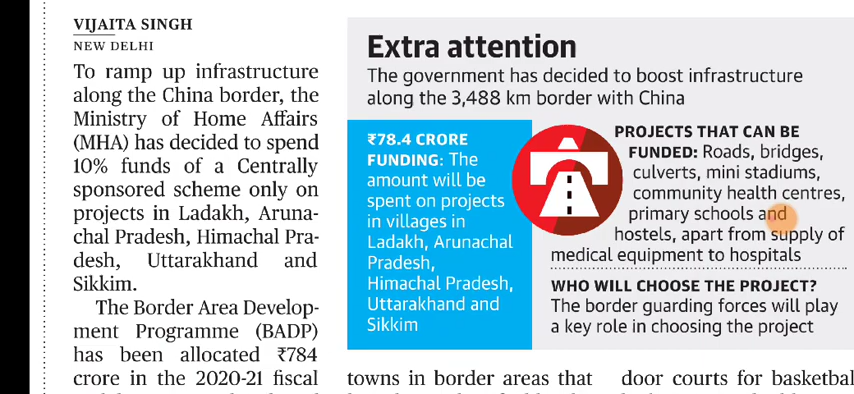 VIJAITA SINGH
NEW DELHI
To ramp up infrastructure
along the China border, the
Ministry of Home Affairs
(MHA) has decided to spend
10% funds of a Centrally
sponsored scheme only on
projects in Ladakh, Aruna-
chal Pradesh, Himachal Pra-
desh, Uttarakhand and
Sikkim.
The Border Area Develop-
ment Programme (BADP)
has been allocated ₹784
crore in the 2020-21 fiscal
Extra attention
The government has decided to boost infrastructure
along the 3,488 km border with China
₹78.4 CRORE
FUNDING: The
amount will be
spent on projects
in villages in
Ladakh, Arunachal
Pradesh,
Himachal Pradesh,
Uttarakhand and
Sikkim
PROJECTS THAT CAN BE
FUNDED: Roads, bridges,
culverts, mini stadiums,
community health centres,
primary schools and
hostels, apart from supply of
medical equipment to hospitals
WHO WILL CHOOSE THE PROJECT?
The border guarding forces will play
a key role in choosing the project
towns in border areas that
door courts for basketbal